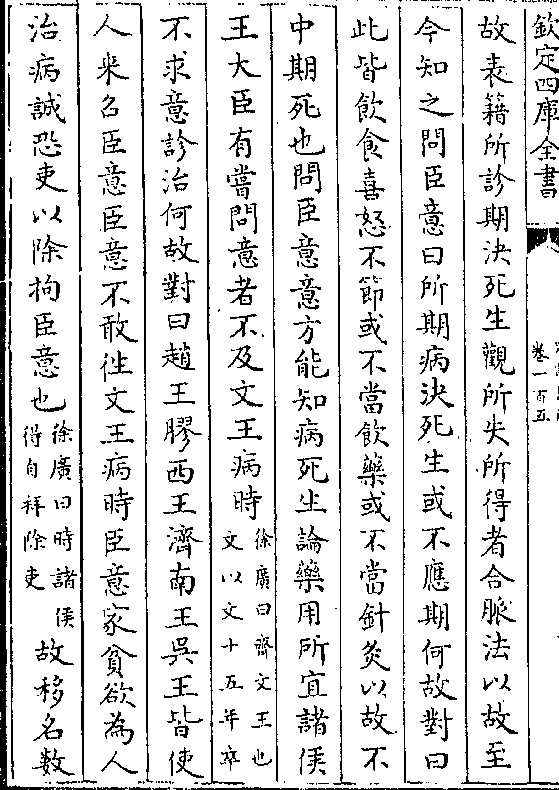 欽定四庫全書
卷一百五
故表籍所診期決死生觀所失所得者合脈法以故至
今知之問臣意曰所期病決死生或不應期何故對曰
此皆飲食喜怒不節或不當飲藥或不當針灸以故不
中期死也問臣意意方能知病死生論藥用所宜諸侯
王大臣有嘗問意者不及文王病時徐廣曰齊文王也文以文十五年卒
不求意診治何故對曰趙王膠西王濟南王吳王皆使
人来召臣意臣意不敢徃文王病時臣意家貧欲為人
治病誠恐吏以除拘臣意也徐廣曰時諸侯得自拜除吏故移名數